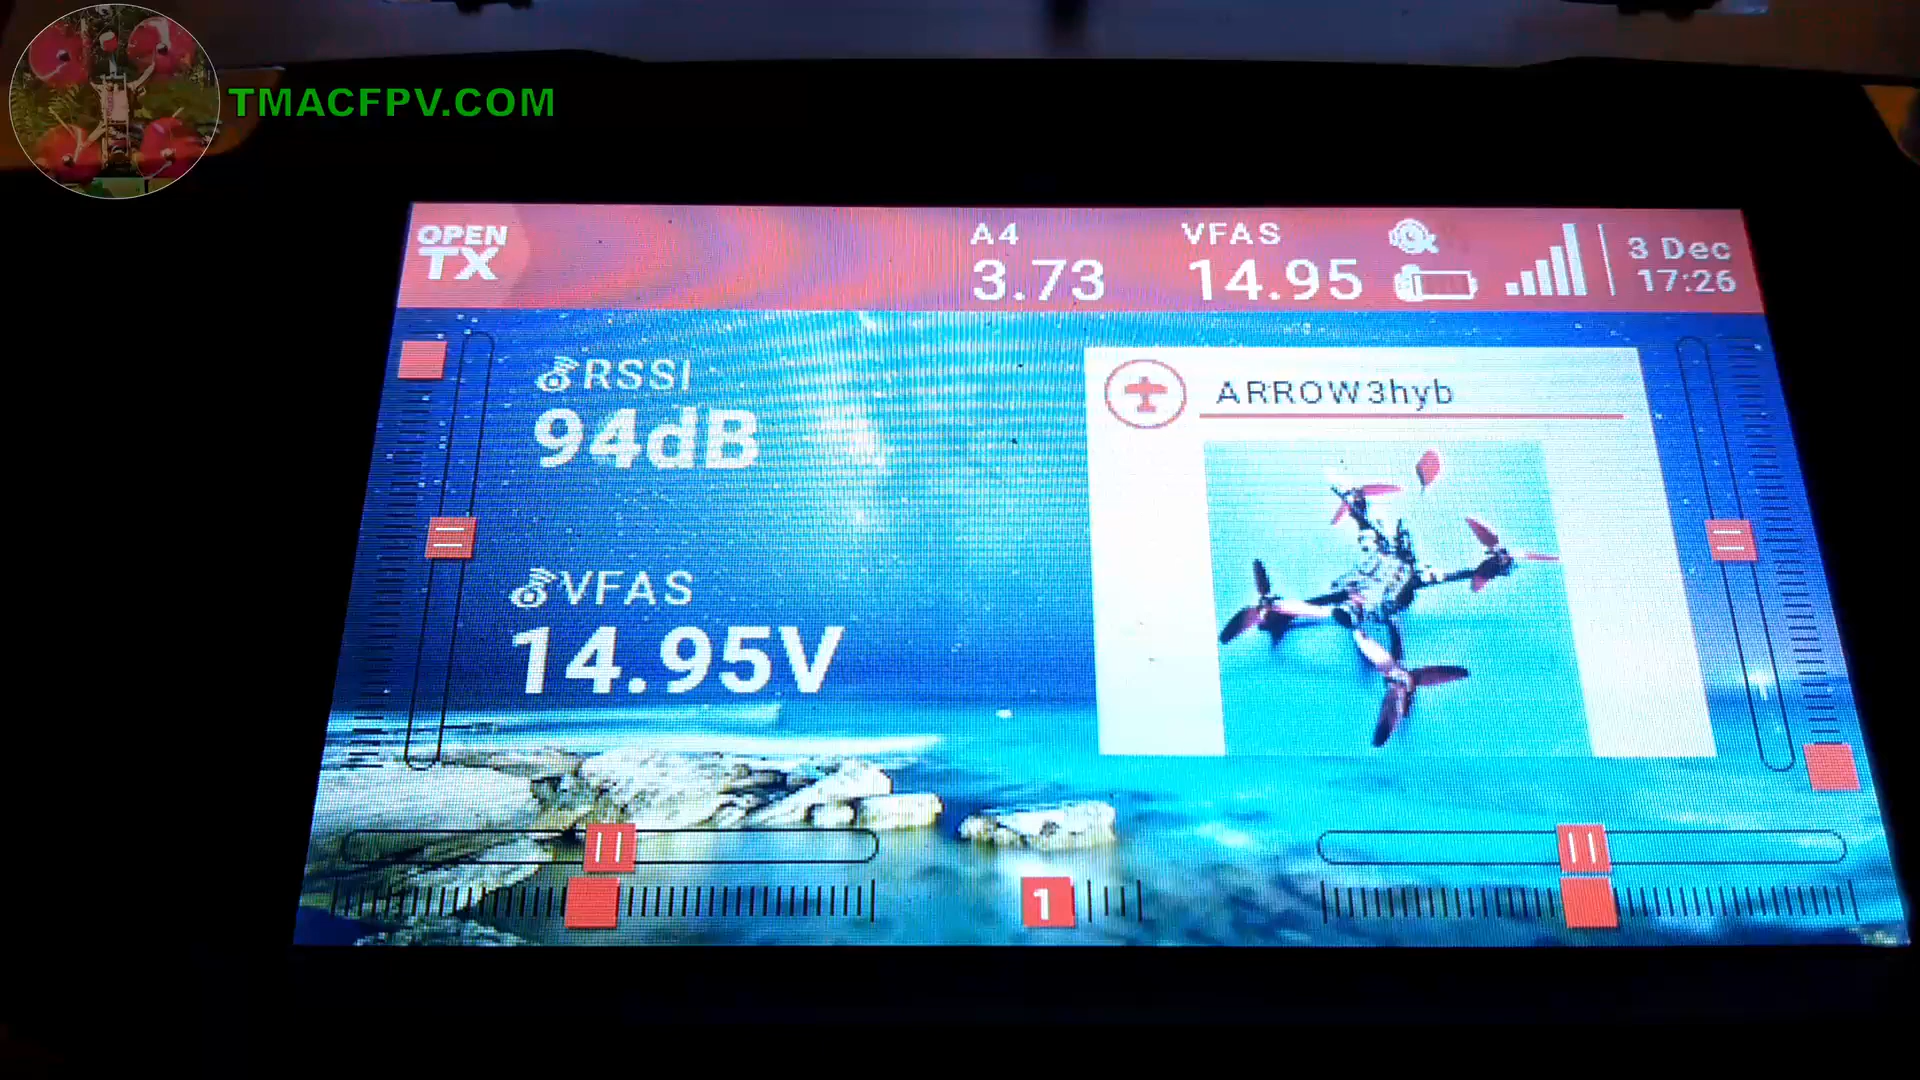 TMACFPV.COM
OPEN
TX
A4
3.73
VFAS
14.95
3 Dec
17:26
RSSI
94dB
ARROW3hyb
VFAS
14.95V
1